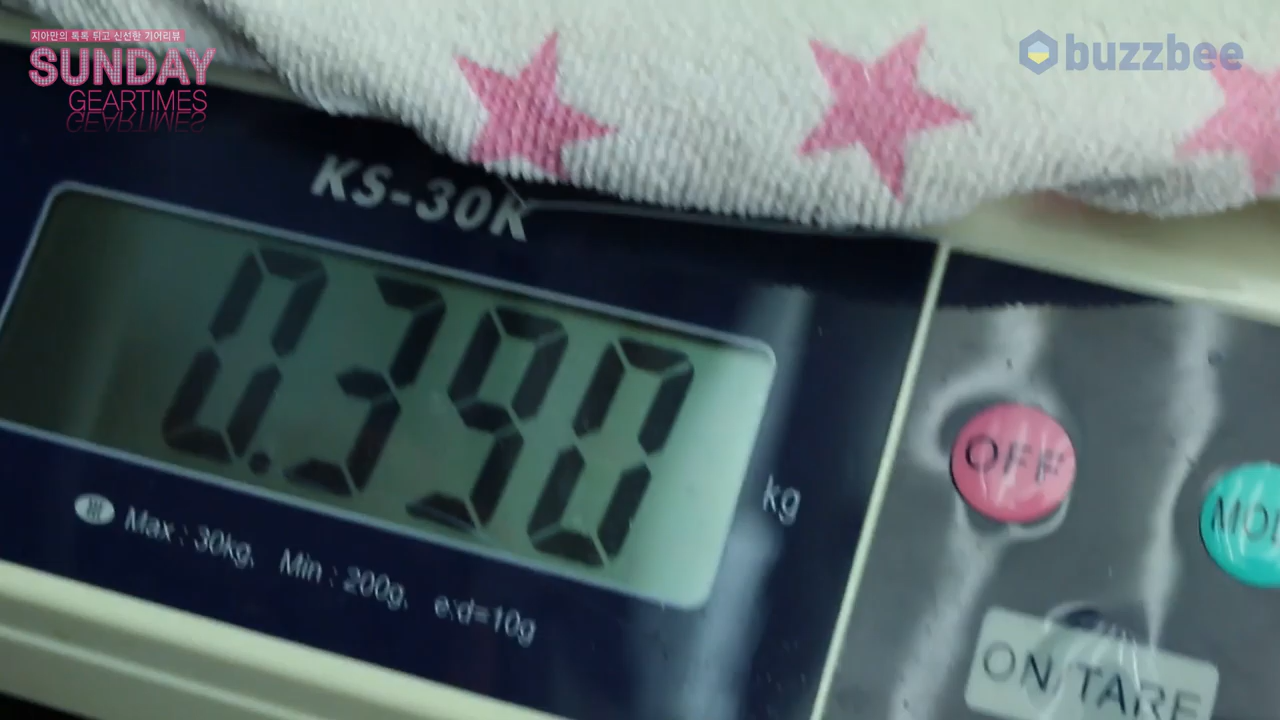 지아만의 톡톡 튀고 신선한 기어리뷰
SUNDAY
GEARTIMES
buzzbee
KS-30K
0.390
kg
Max : 30kg, Min : 200g, e:d=10g
OFF
ON/TARE